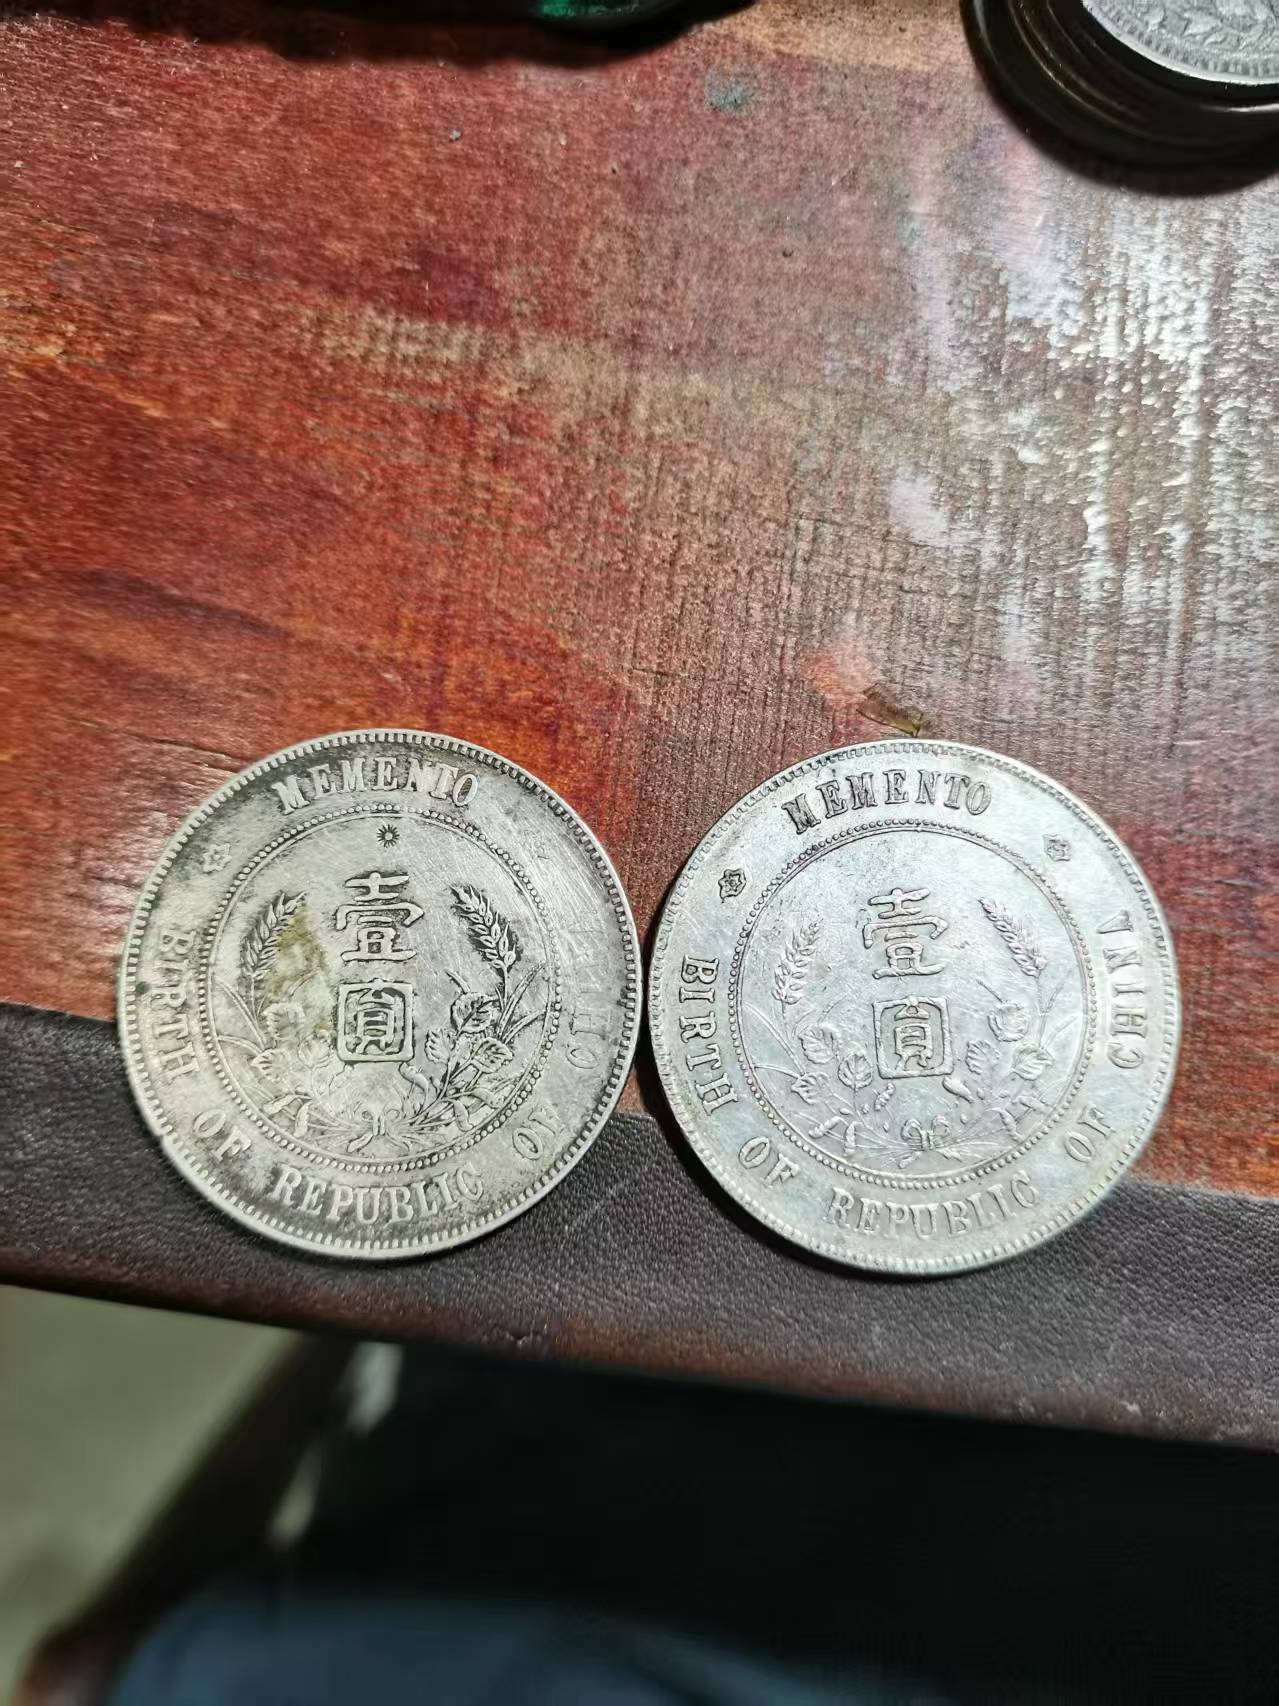 MEMENTO
壹
圓
BIRTH OF REPUBLIC OF CHINA
MEMENTO
壹
圓
BIRTH OF REPUBLIC OF CHINA